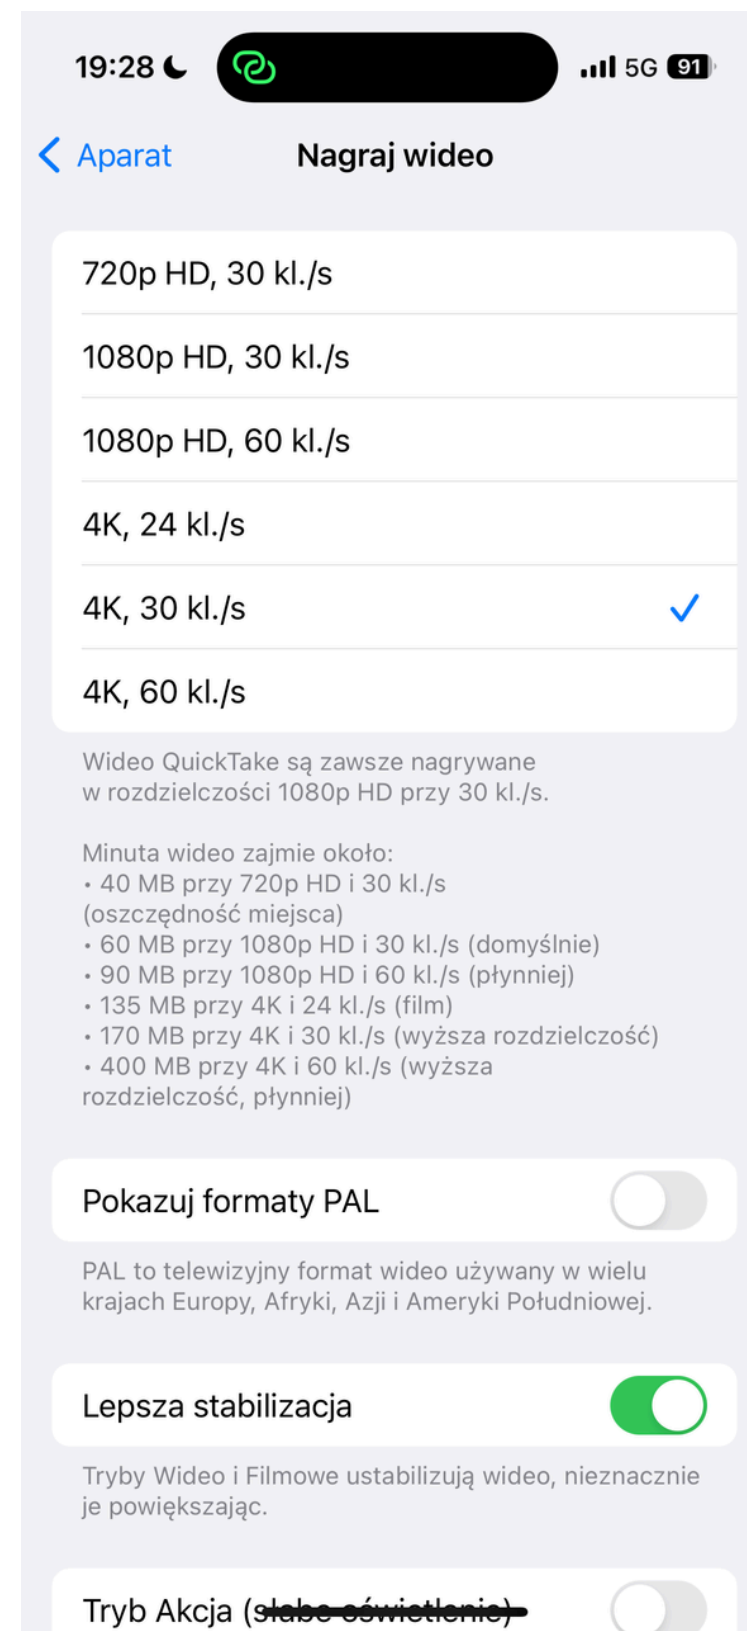 19:28
5G 91
Aparat
Nagraj wideo
720p HD, 30 kl./s
1080p HD, 30 kl./s
1080p HD, 60 kl./s
4K, 24 kl./s
4K, 30 kl./s
4K, 60 kl./s
Wideo QuickTake są zawsze nagrywane
w rozdzielczości 1080p HD przy 30 kl./s.
Minuta wideo zajmie około:
• 40 MB przy 720p HD i 30 kl./s
(oszczędność miejsca)
• 60 MB przy 1080p HD i 30 kl./s (domyślnie)
• 90 MB przy 1080p HD i 60 kl./s (płynniej)
• 135 MB przy 4K i 24 kl./s (film)
• 170 MB przy 4K i 30 kl./s (wyższa rozdzielczość)
• 400 MB przy 4K i 60 kl./s (wyższa
rozdzielczość, płynniej)
Pokazuj formaty PAL
PAL to telewizyjny format wideo używany w wielu
krajach Europy, Afryki, Azji i Ameryki Południowej.
Lepsza stabilizacja
Tryby Wideo i Filmowe ustabilizują wideo, nieznacznie
je powiększając.
Tryb Akcja (słabe oświetlenie)